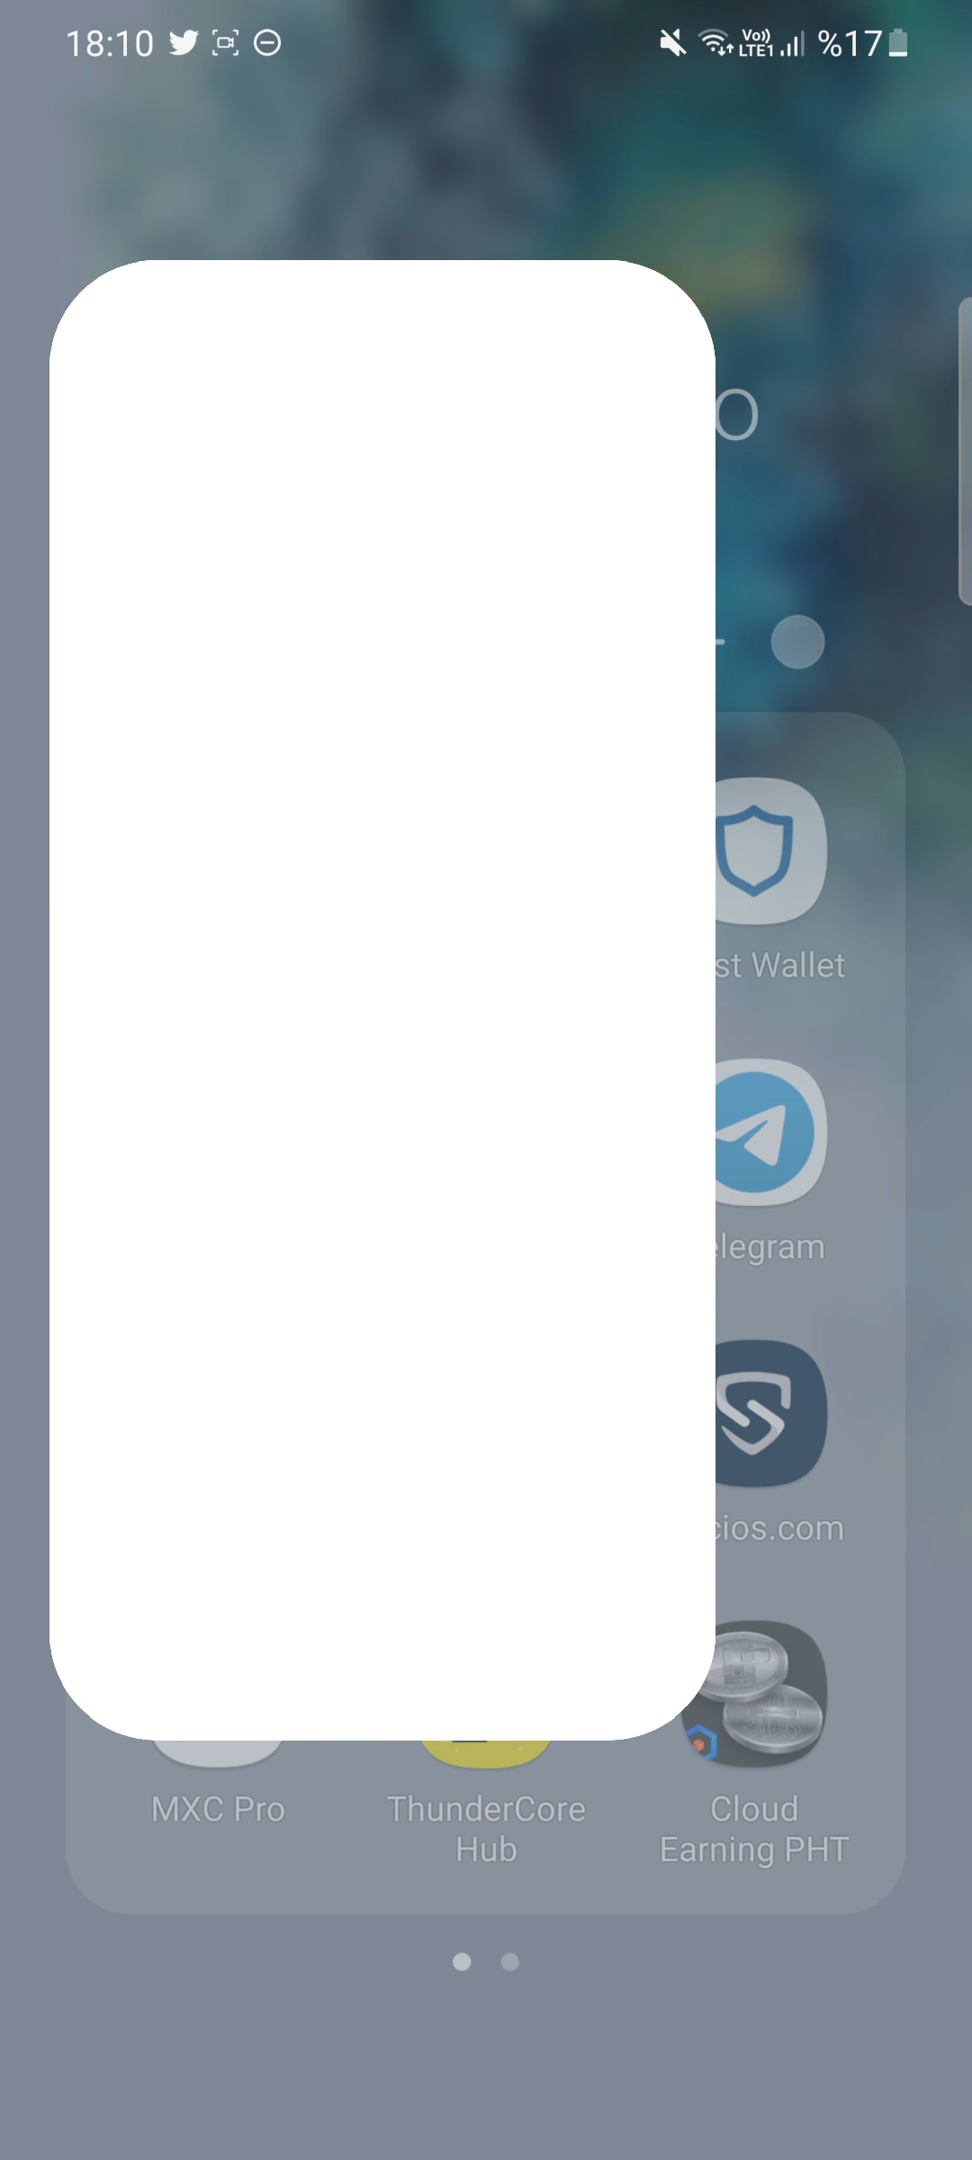 18:10
Vo)) LTE1 %17
O
st Wallet
elegram
cios.com
MXC Pro
ThunderCore
Hub
Cloud
Earning PHT